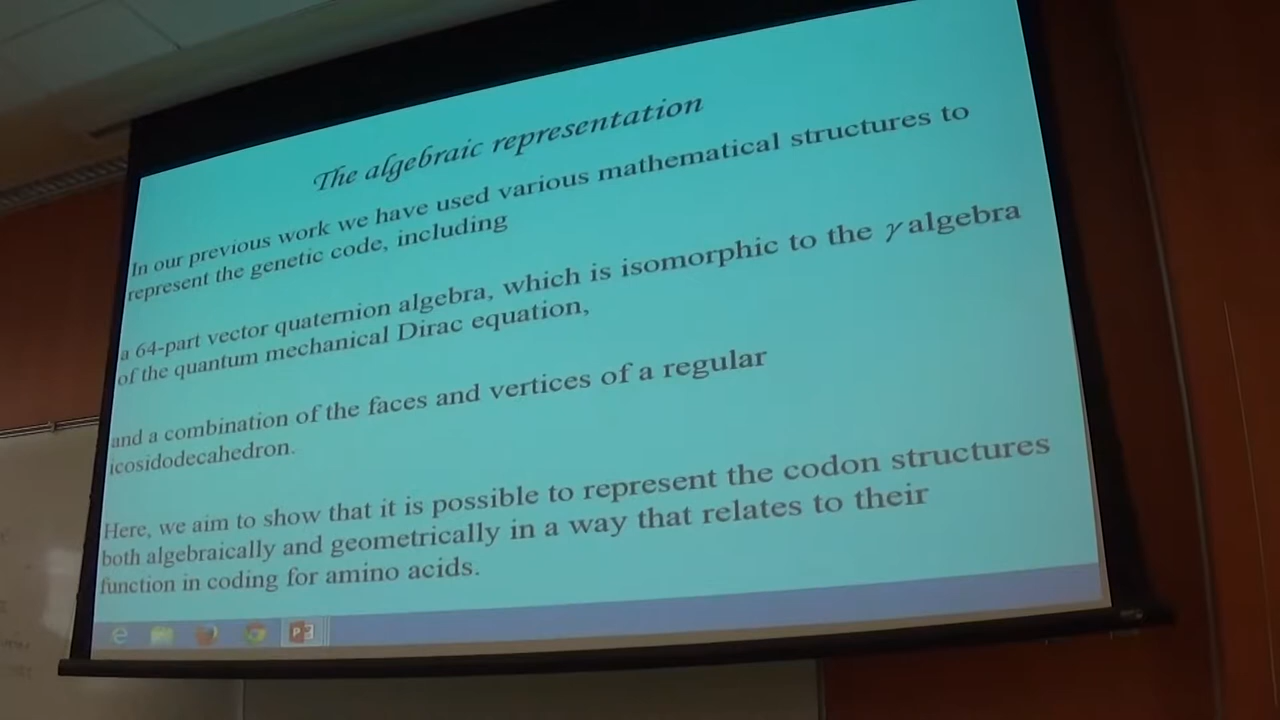 The algebraic representation
In our previous work we have used various mathematical structures to
represent the genetic code, including
a 64-part vector quaternion algebra, which is isomorphic to the γ algebra
of the quantum mechanical Dirac equation,
and a combination of the faces and vertices of a regular
icosidodecahedron.
Here, we aim to show that it is possible to represent the codon structures
both algebraically and geometrically in a way that relates to their
function in coding for amino acids.